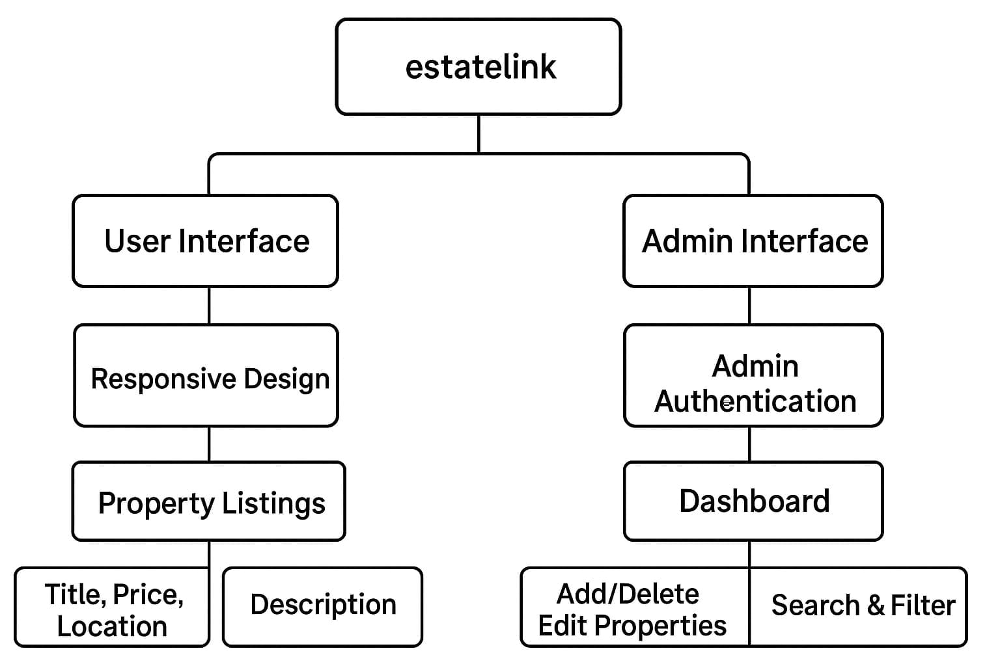 estatelink
User Interface
Admin Interface
Responsive Design
Admin
Authentication
Property Listings
Dashboard
Title, Price,
Location
Description
Add/Delete
Edit Properties
Search & Filter